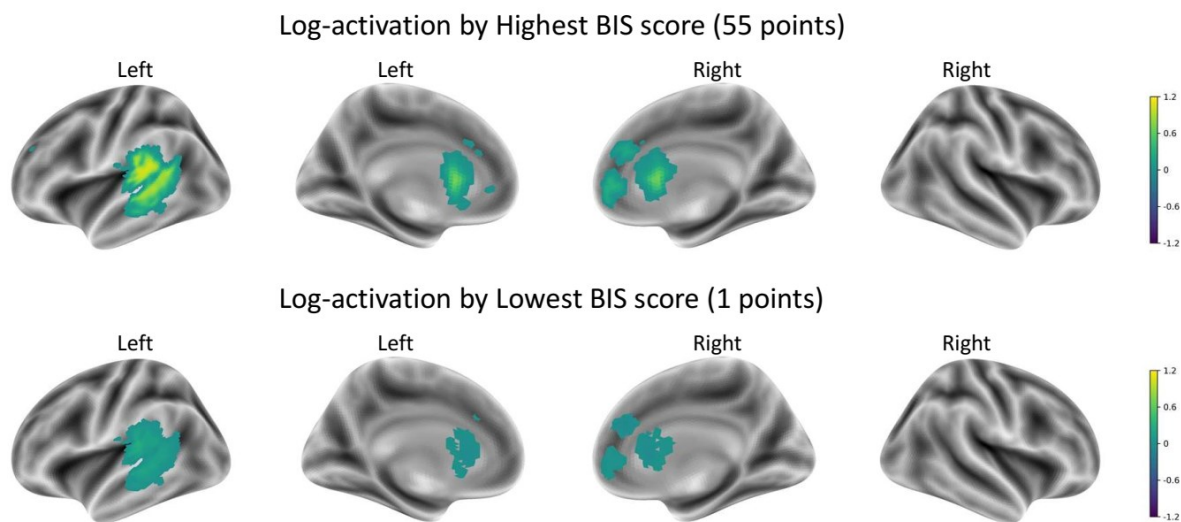 Log-activation by Highest BIS score (55 points)
Left Left Right Right
1.2
0.6
0
-0.6
-1.2
Log-activation by Lowest BIS score (1 points)
Left Left Right Right
1.2
0.6
0
-0.6
-1.2